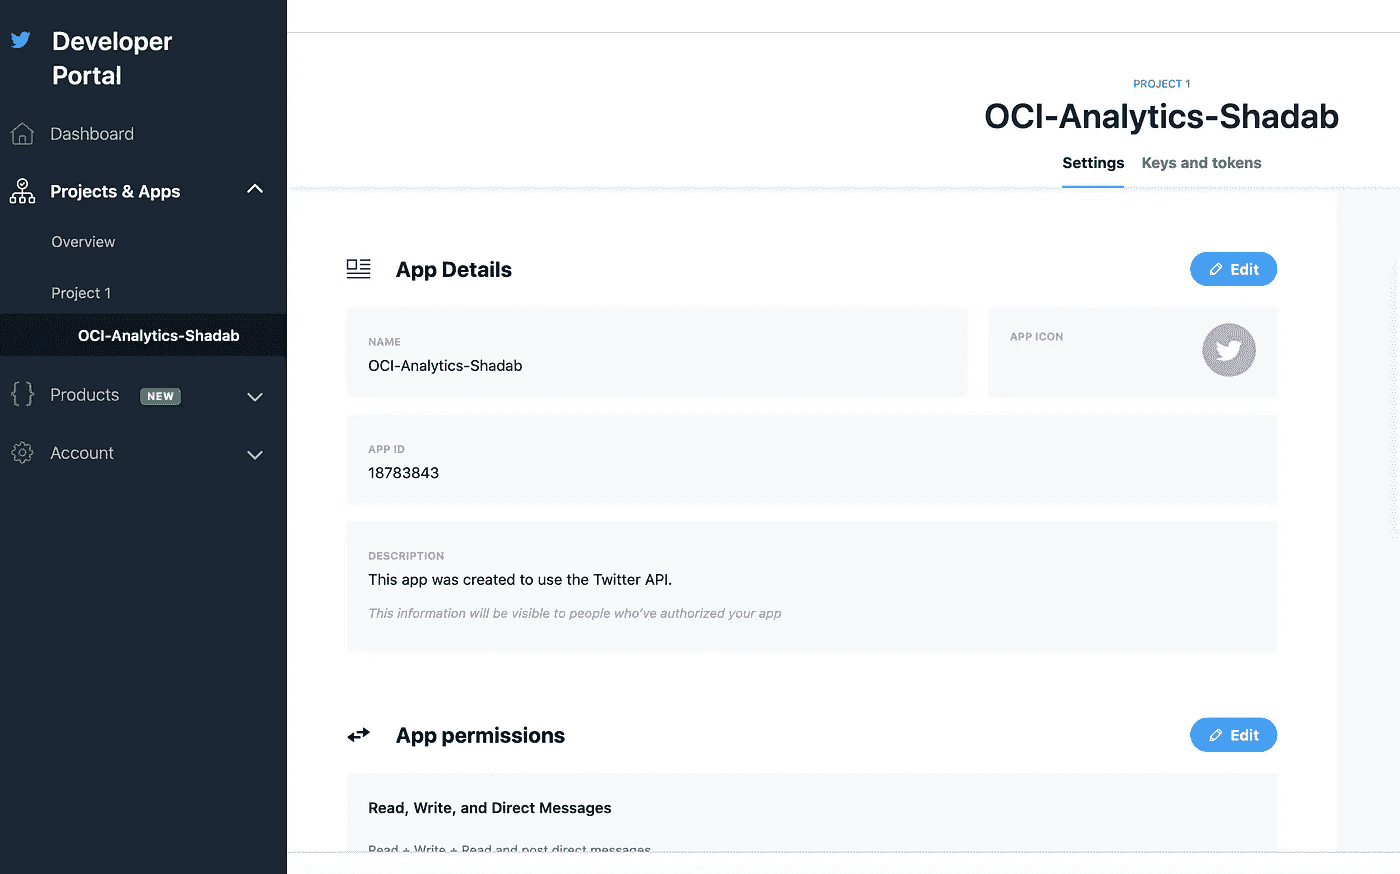 Developer
Portal
Dashboard
Projects & Apps
Overview
Project 1
OCI-Analytics-Shadab
Products NEW
Account
PROJECT 1
OCI-Analytics-Shadab
Settings Keys and tokens
App Details
Edit
NAME
OCI-Analytics-Shadab
APP ICON
APP ID
18783843
DESCRIPTION
This app was created to use the Twitter API.
This information will be visible to people who've authorized your app
App permissions
Edit
Read, Write, and Direct Messages
Read + Write + Read and post direct messages